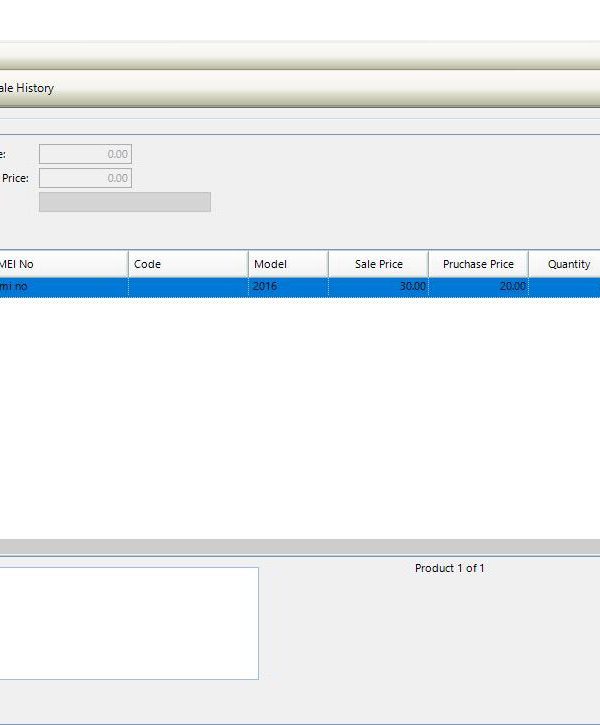 ale History
e: 0.00
Price: 0.00
MEI No Code Model Sale Price Pruchase Price Quantity
mi no 2016 30.00 20.00
Product 1 of 1